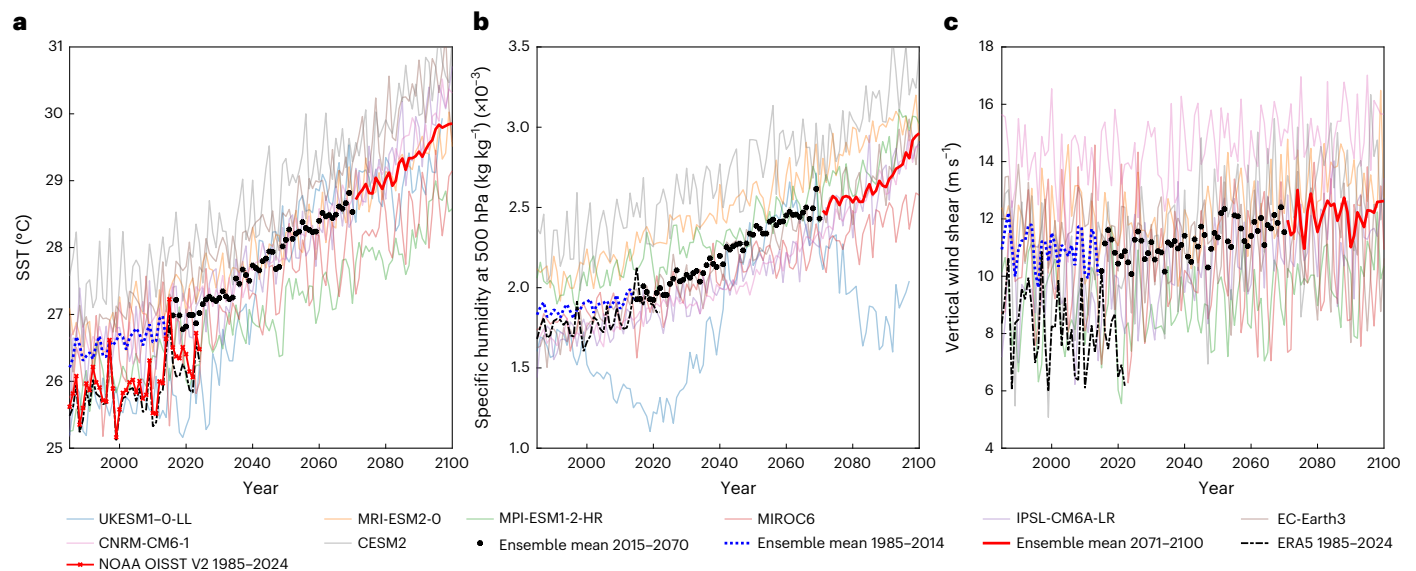 a
b
c
SST (°C)
31
30
29
28
27
26
25
2000 2020 2040 2060 2080 2100
Year
Specific humidity at 500 hPa (kg kg⁻¹) (×10⁻³)
3.5
3.0
2.5
2.0
1.5
1.0
2000 2020 2040 2060 2080 2100
Year
Vertical wind shear (m s⁻¹)
18
16
14
12
10
8
6
4
2000 2020 2040 2060 2080 2100
Year
UKESM1–0-LL MRI-ESM2-0 MPI-ESM1-2-HR MIROC6 IPSL-CM6A-LR EC-Earth3
CNRM-CM6-1 CESM2 Ensemble mean 2015–2070 Ensemble mean 1985–2014 Ensemble mean 2071–2100 ERA5 1985–2024
NOAA OISST V2 1985–2024